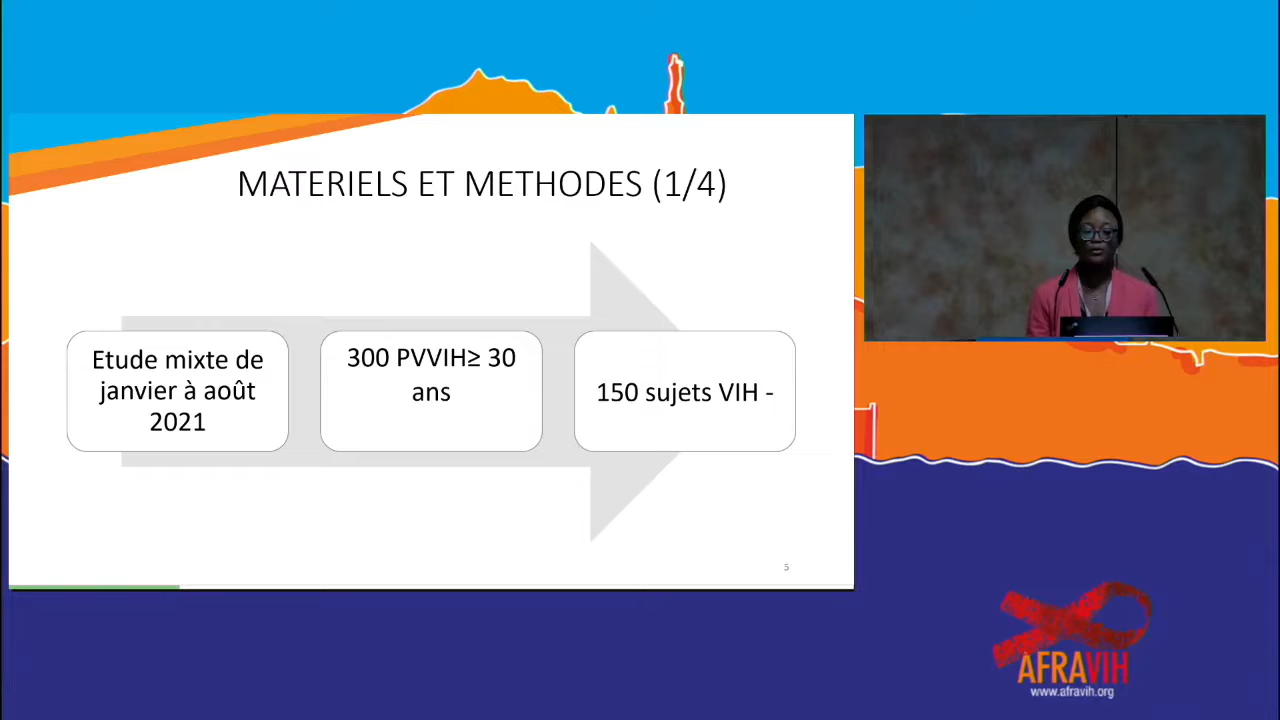 MATERIELS ET METHODES (1/4)
Etude mixte de
janvier à août
2021
300 PVVIH≥ 30
ans
150 sujets VIH -
5
AFRAVIH
www.afravih.org